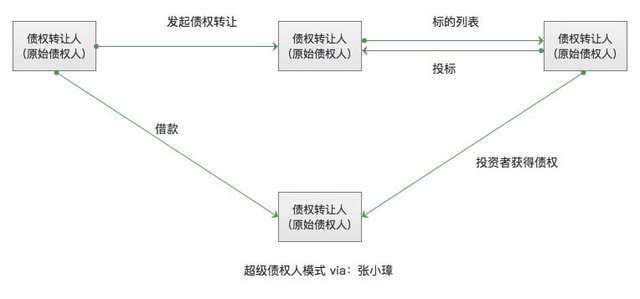 发起债权转让
标的列表
债权转让人
(原始债权人)
债权转让人
(原始债权人)
债权转让人
(原始债权人)
投标
借款
投资者获得债权
债权转让人
(原始债权人)
超级债权人模式 via：张小璋